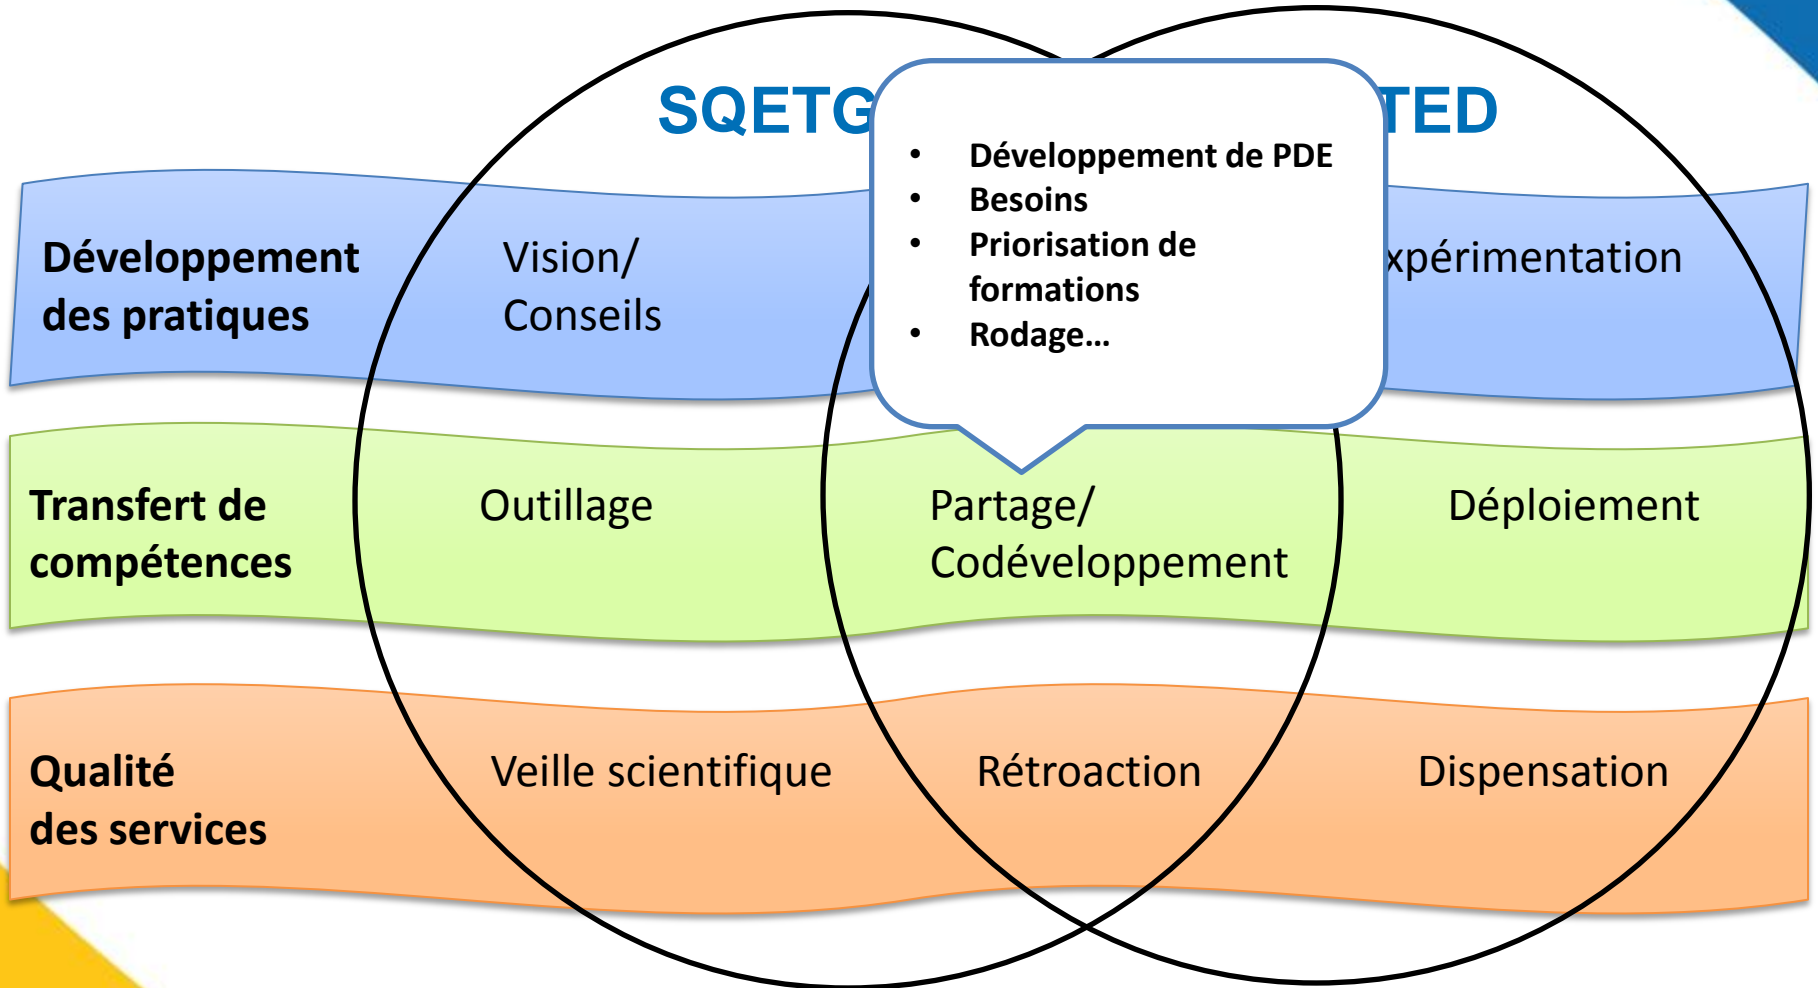 SQETG
TED
• Développement de PDE
• Besoins
• Priorisation de
formations
• Rodage…
Développement
des pratiques
Vision/
Conseils
xpérimentation
Transfert de
compétences
Outillage
Partage/
Codéveloppement
Déploiement
Qualité
des services
Veille scientifique
Rétroaction
Dispensation